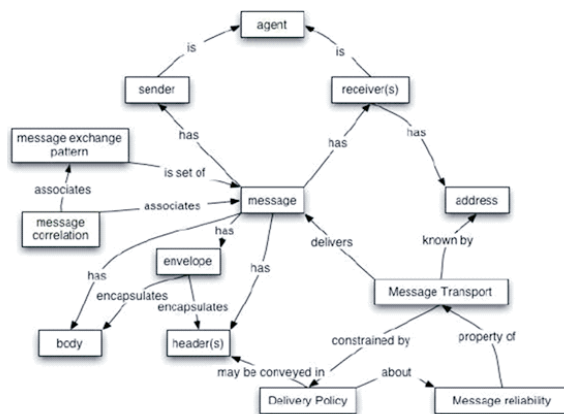 agent
is
is
sender
receiver(s)
has
has
has
message exchange
pattern
is set of
associates
associates
message
address
message
correlation
has
delivers
known by
envelope
has
has
encapsulates
encapsulates
Message Transport
body
header(s)
constrained by
property of
may be conveyed in
about
Delivery Policy
Message reliability